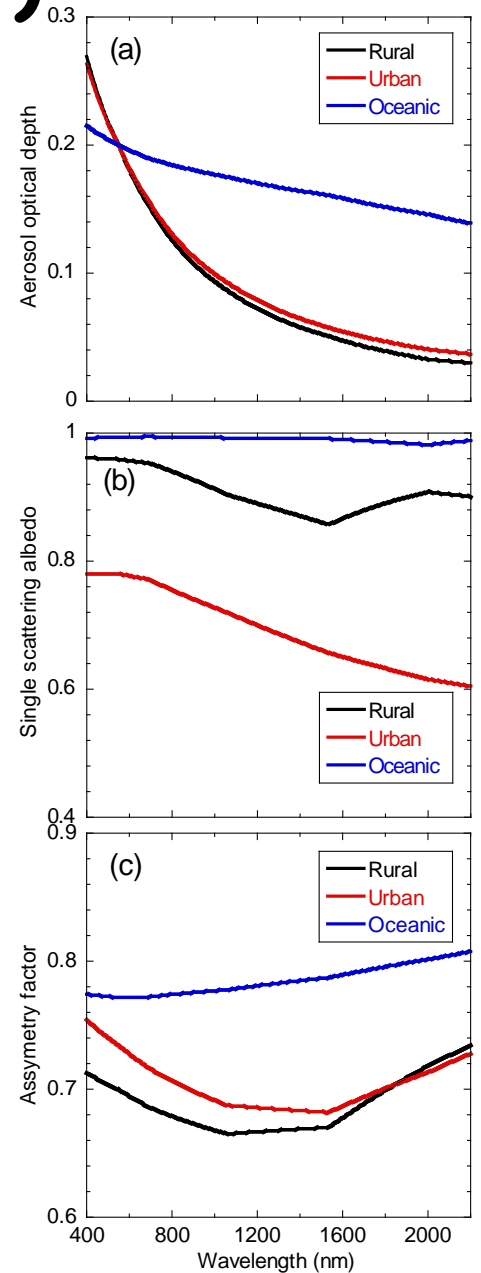 )
0.3
(a)
Rural
Urban
Oceanic
0.2
0.1
0
Aerosol optical depth
1
(b)
0.8
0.6
0.4
Rural
Urban
Oceanic
Single scattering albedo
0.9
(c)
Rural
Urban
Oceanic
0.8
0.7
0.6
Assymetry factor
400 800 1200 1600 2000
Wavelength (nm)